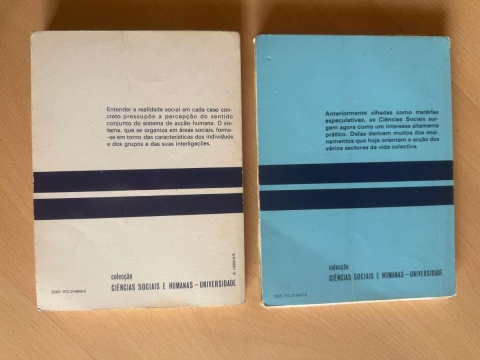 Entender a realidade social em cada caso con-
creto pressupõe a percepção do sentido
conjunto do sistema de acção humana. O sis-
tema, que se organiza em áreas sociais, forma-
-se em torno das características dos indivíduos
e dos grupos e das suas interligações.
colecção
CIÊNCIAS SOCIAIS E HUMANAS – UNIVERSIDADE
Anteriormente olhadas como matérias
especulativas, as Ciências Sociais sur-
gem agora como um interesse altamente
prático. Delas derivam muitos dos ensi-
namentos que hoje orientam a acção dos
vários sectores da vida colectiva.
colecção
CIÊNCIAS SOCIAIS E HUMANAS – UNIVERSIDADE